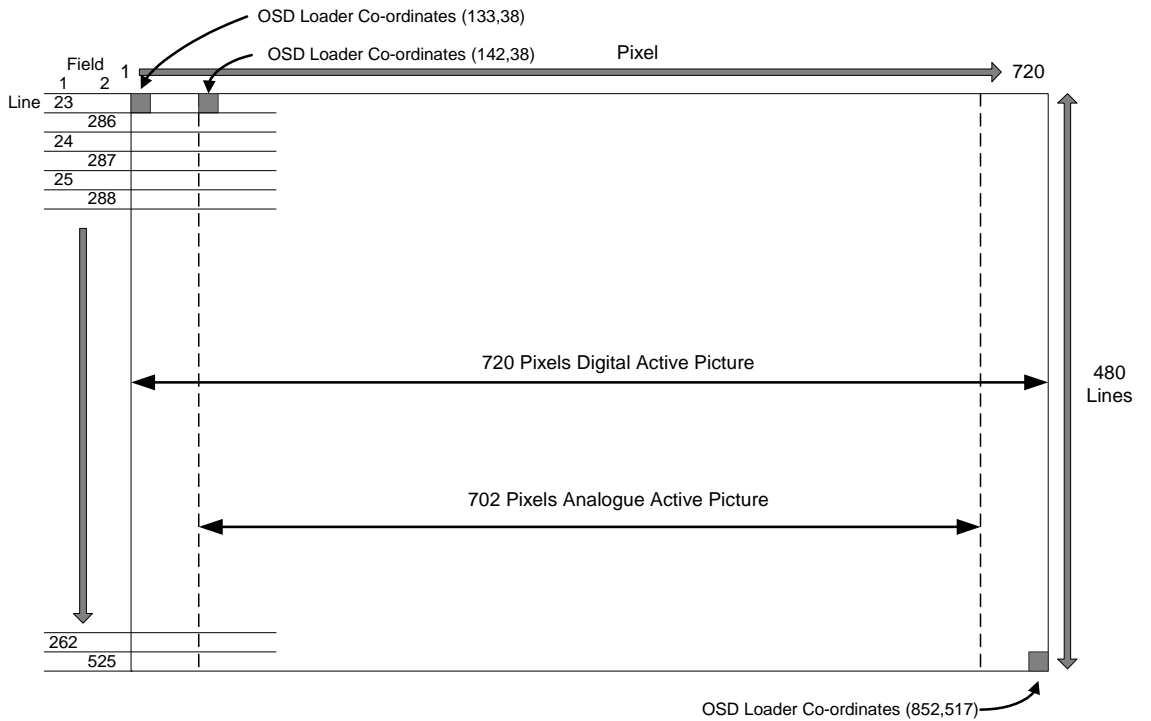 OSD Loader Co-ordinates (133,38)
OSD Loader Co-ordinates (142,38)
Pixel
Field
1 2
1
720
Line 23
286
24
287
25
288
720 Pixels Digital Active Picture
480
Lines
702 Pixels Analogue Active Picture
262
525
OSD Loader Co-ordinates (852,517)